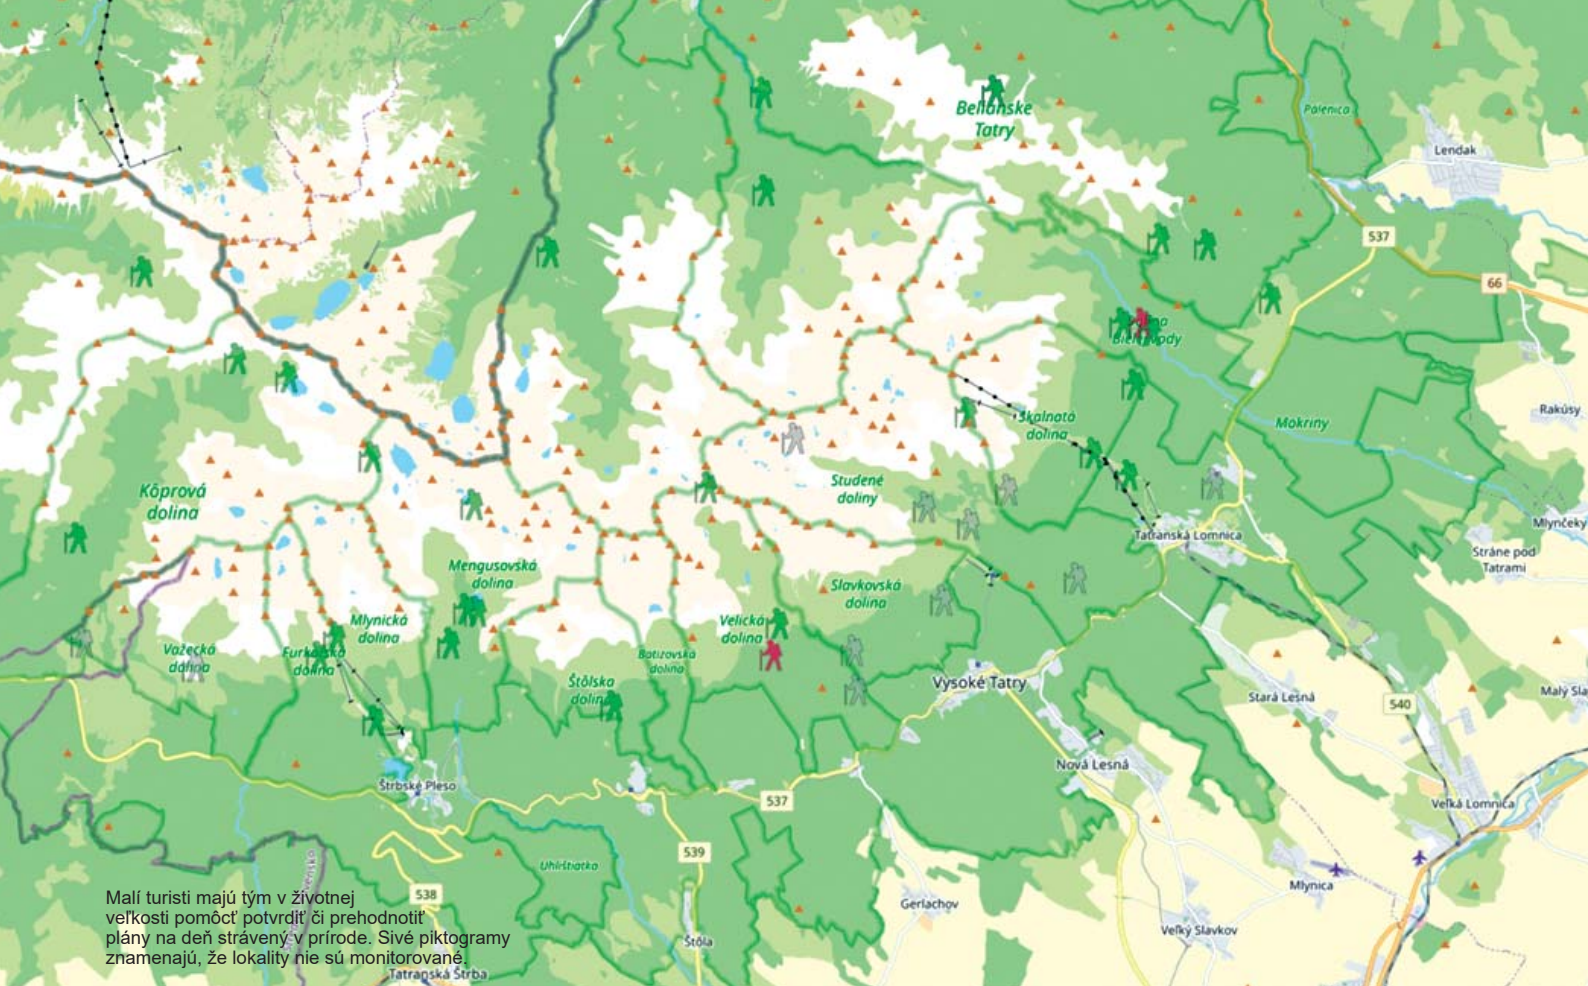 Belianske
Tatry
Pálenica
Lendak
537
66
Bielej vody
Rakúsy
Skalnatá
dolina
Mokriny
Kôprová
dolina
Studené
doliny
Mlynčeky
Tatranská Lomnica
Stráne pod
Tatrami
Mengusovská
dolina
Slavkovská
dolina
Mlynická
dolina
Velická
dolina
Važecká
dolina
Furkotská
dolina
Batizovská
dolina
Štôlska
dolina
Vysoké Tatry
Stará Lesná
540
Malý Sla
Nová Lesná
Štrbské Pleso
537
Veľká Lomnica
539
Uhlištiatka
538
Mlynica
Gerlachov
Malí turisti majú tým v životnej
veľkosti pomôcť potvrdiť či prehodnotiť
plány na deň strávený v prírode. Sivé piktogramy
znamenajú, že lokality nie sú monitorované.
Veľký Slavkov
Štôla
Tatranská Štrba